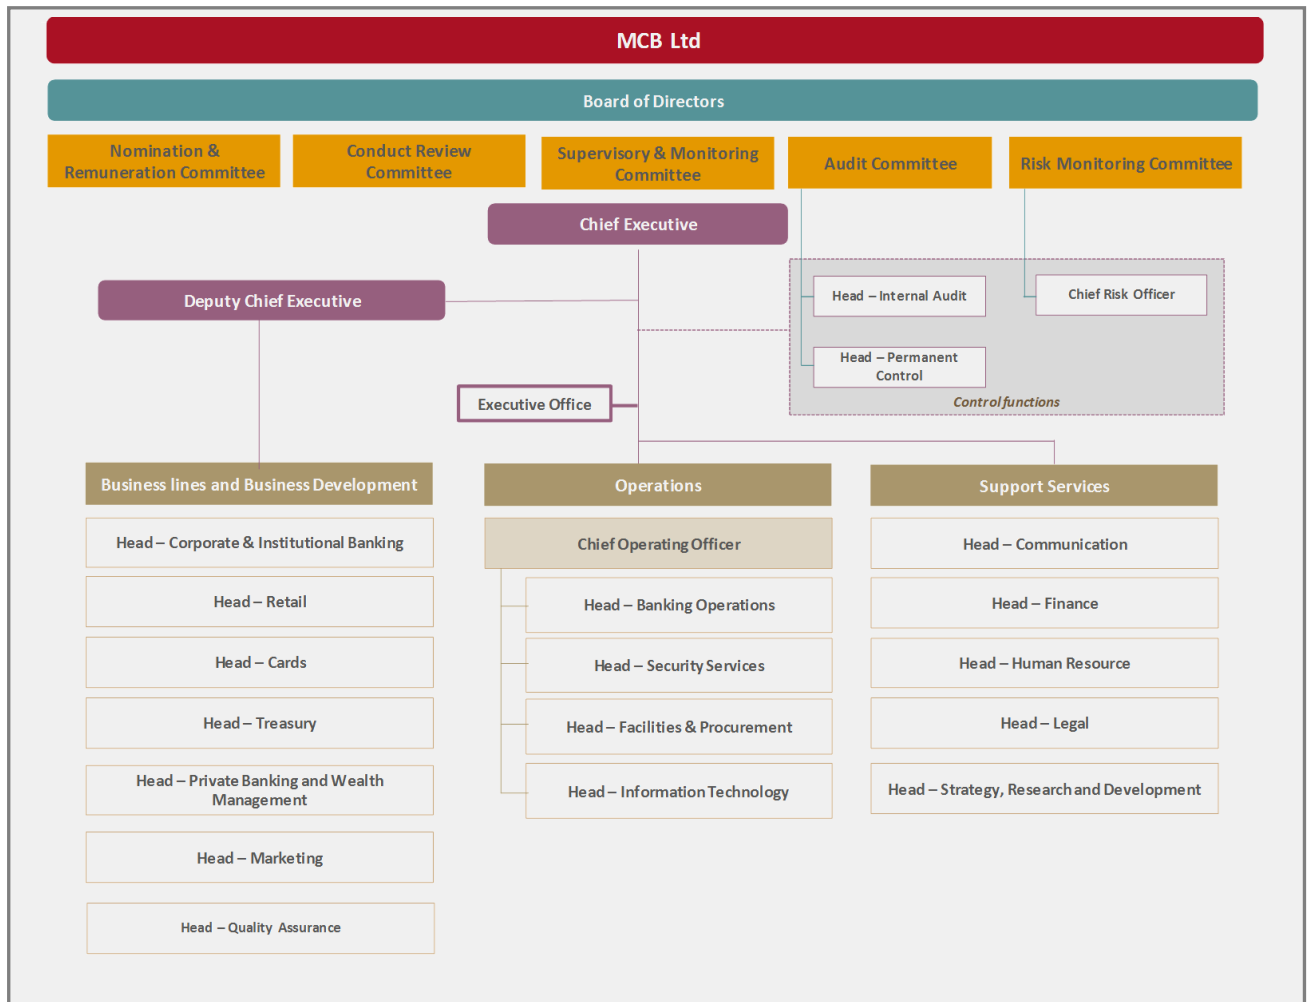 MCB Ltd
Board of Directors
Nomination &
Remuneration Committee
Conduct Review
Committee
Supervisory & Monitoring
Committee
Audit Committee
Risk Monitoring Committee
Chief Executive
Deputy Chief Executive
Head – Internal Audit
Chief Risk Officer
Head – Permanent
Control
Control functions
Executive Office
Business lines and Business Development
Head – Corporate & Institutional Banking
Head – Retail
Head – Cards
Head – Treasury
Head – Private Banking and Wealth
Management
Head – Marketing
Head – Quality Assurance
Operations
Chief Operating Officer
Head – Banking Operations
Head – Security Services
Head – Facilities & Procurement
Head – Information Technology
Support Services
Head – Communication
Head – Finance
Head – Human Resource
Head – Legal
Head – Strategy, Research and Development